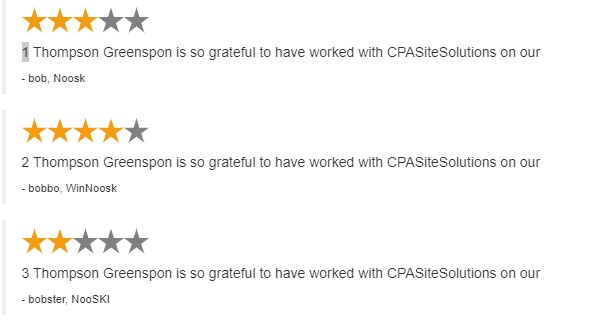 1 Thompson Greenspon is so grateful to have worked with CPASiteSolutions on our
- bob, Noosk
2 Thompson Greenspon is so grateful to have worked with CPASiteSolutions on our
- bobbo, WinNoosk
3 Thompson Greenspon is so grateful to have worked with CPASiteSolutions on our
- bobster, NooSKI